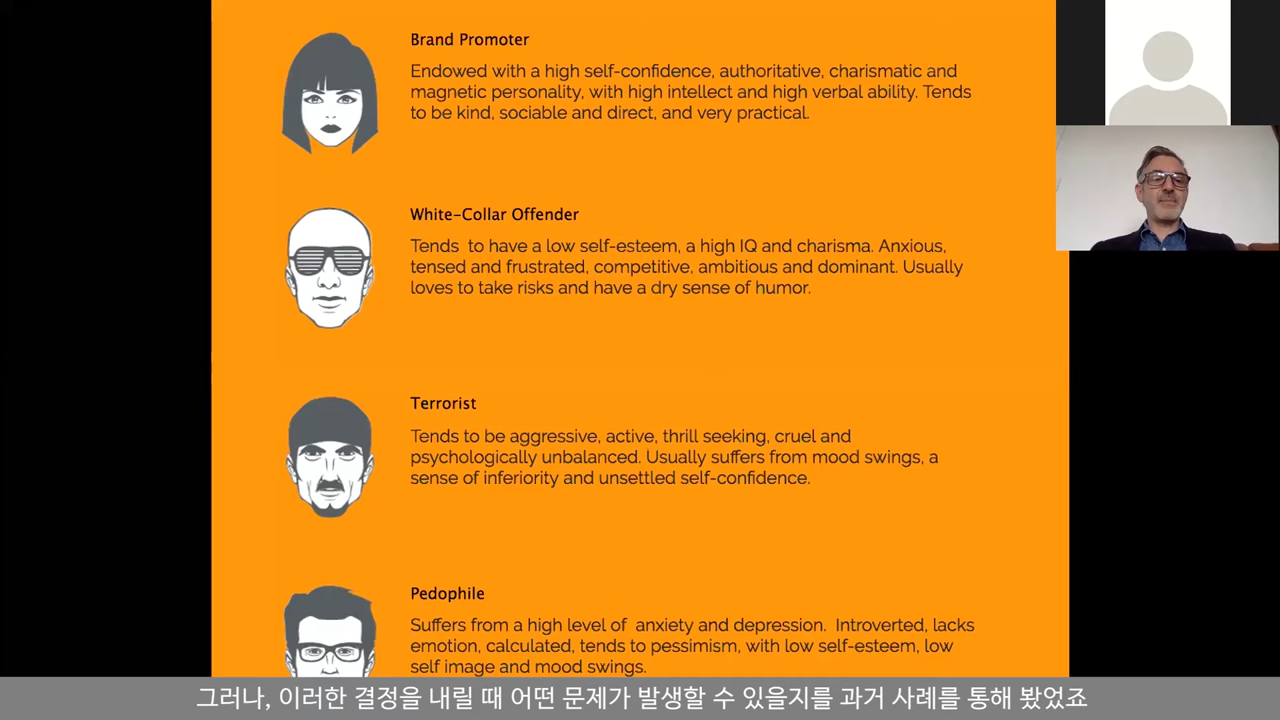 Brand Promoter
Endowed with a high self-confidence, authoritative, charismatic and
magnetic personality, with high intellect and high verbal ability. Tends
to be kind, sociable and direct, and very practical.
White-Collar Offender
Tends to have a low self-esteem, a high IQ and charisma. Anxious,
tensed and frustrated, competitive, ambitious and dominant. Usually
loves to take risks and have a dry sense of humor.
Terrorist
Tends to be aggressive, active, thrill seeking, cruel and
psychologically unbalanced. Usually suffers from mood swings, a
sense of inferiority and unsettled self-confidence.
Pedophile
Suffers from a high level of anxiety and depression. Introverted, lacks
emotion, calculated, tends to pessimism, with low self-esteem, low
self image and mood swings.
그러나, 이러한 결정을 내릴 때 어떤 문제가 발생할 수 있을지를 과거 사례를 통해 봤었죠